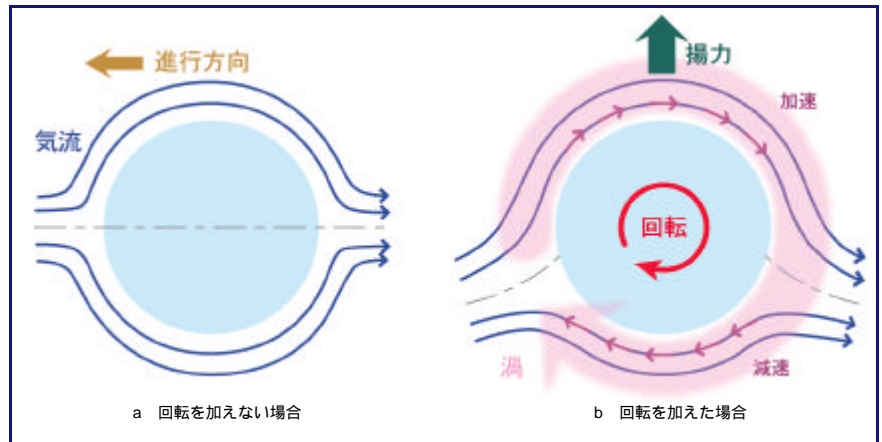 進行方向
気流
a 回転を加えない場合
揚力
加速
回転
渦
減速
b 回転を加えた場合